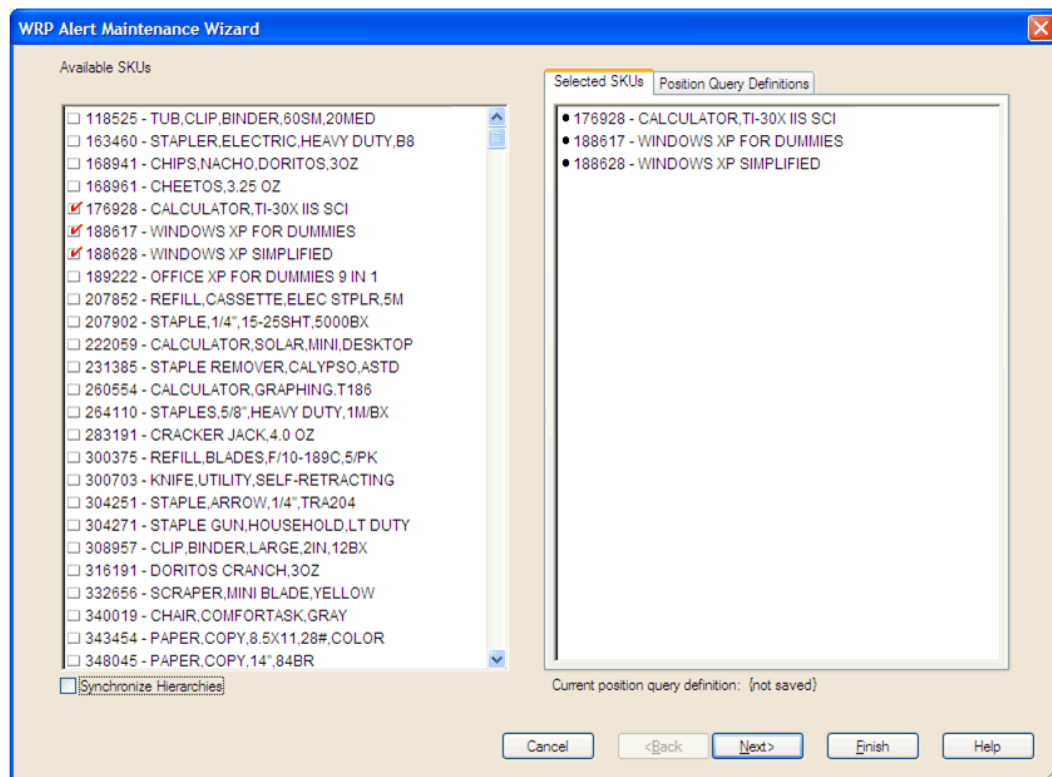 WRP Alert Maintenance Wizard
Available SKUs
118525 - TUB,CLIP,BINDER,60SM,20MED
163460 - STAPLER,ELECTRIC,HEAVY DUTY,B8
168941 - CHIPS,NACHO,DORITOS,3OZ
168961 - CHEETOS,3.25 OZ
176928 - CALCULATOR,TI-30X IIS SCI
188617 - WINDOWS XP FOR DUMMIES
188628 - WINDOWS XP SIMPLIFIED
189222 - OFFICE XP FOR DUMMIES 9 IN 1
207852 - REFILL,CASSETTE,ELEC STPLR,5M
207902 - STAPLE,1/4",15-25SHT,5000BX
222059 - CALCULATOR,SOLAR,MINI,DESKTOP
231385 - STAPLE REMOVER,CALYPSO,ASTD
260554 - CALCULATOR,GRAPHING.T186
264110 - STAPLES,5/8",HEAVY DUTY,1M/BX
283191 - CRACKER JACK,4.0 OZ
300375 - REFILL,BLADES,F/10-189C,5/PK
300703 - KNIFE,UTILITY,SELF-RETRACTING
304251 - STAPLE,ARROW,1/4",TRA204
304271 - STAPLE GUN,HOUSEHOLD,LT DUTY
308957 - CLIP,BINDER,LARGE,2IN,12BX
316191 - DORITOS CRANCH,3OZ
332656 - SCRAPER,MINI BLADE,YELLOW
340019 - CHAIR,COMFORTASK,GRAY
343454 - PAPER,COPY,8.5X11,28#,COLOR
348045 - PAPER,COPY,14",84BR
Synchronize Hierarchies
Selected SKUs
Position Query Definitions
176928 - CALCULATOR,TI-30X IIS SCI
188617 - WINDOWS XP FOR DUMMIES
188628 - WINDOWS XP SIMPLIFIED
Current position query definition: {not saved}
Cancel
<Back
Next>
Finish
Help